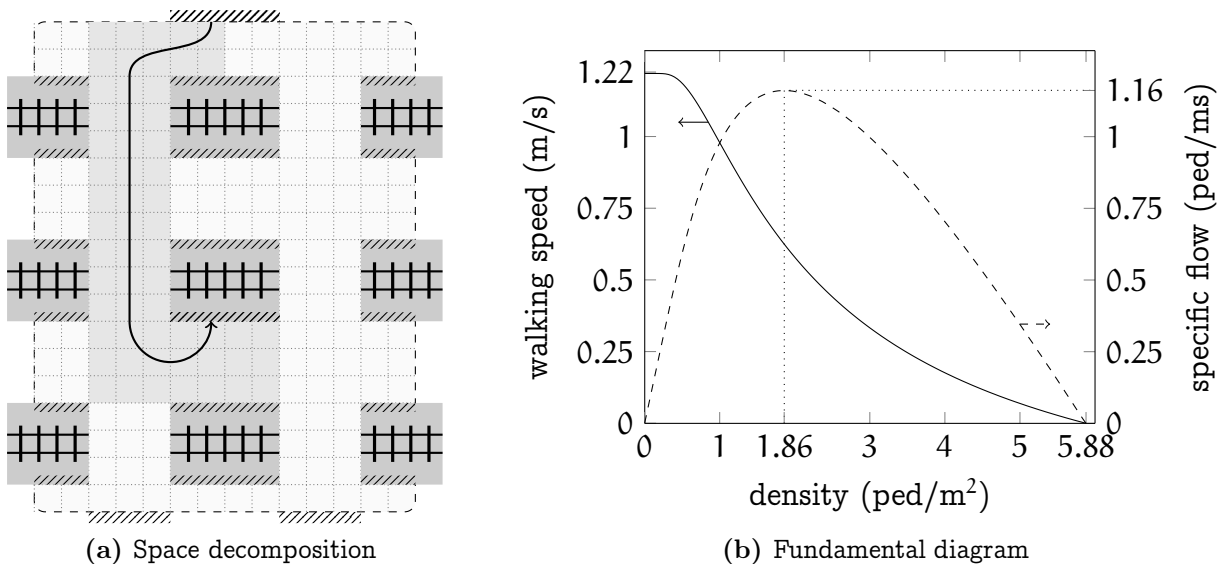 1.22
1
0.75
0.5
0.25
0
walking speed (m/s)
1.16
1
0.75
0.5
0.25
0
specific flow (ped/ms)
0 1 1.86 3 4 5 5.88
density (ped/m²)
(a) Space decomposition
(b) Fundamental diagram